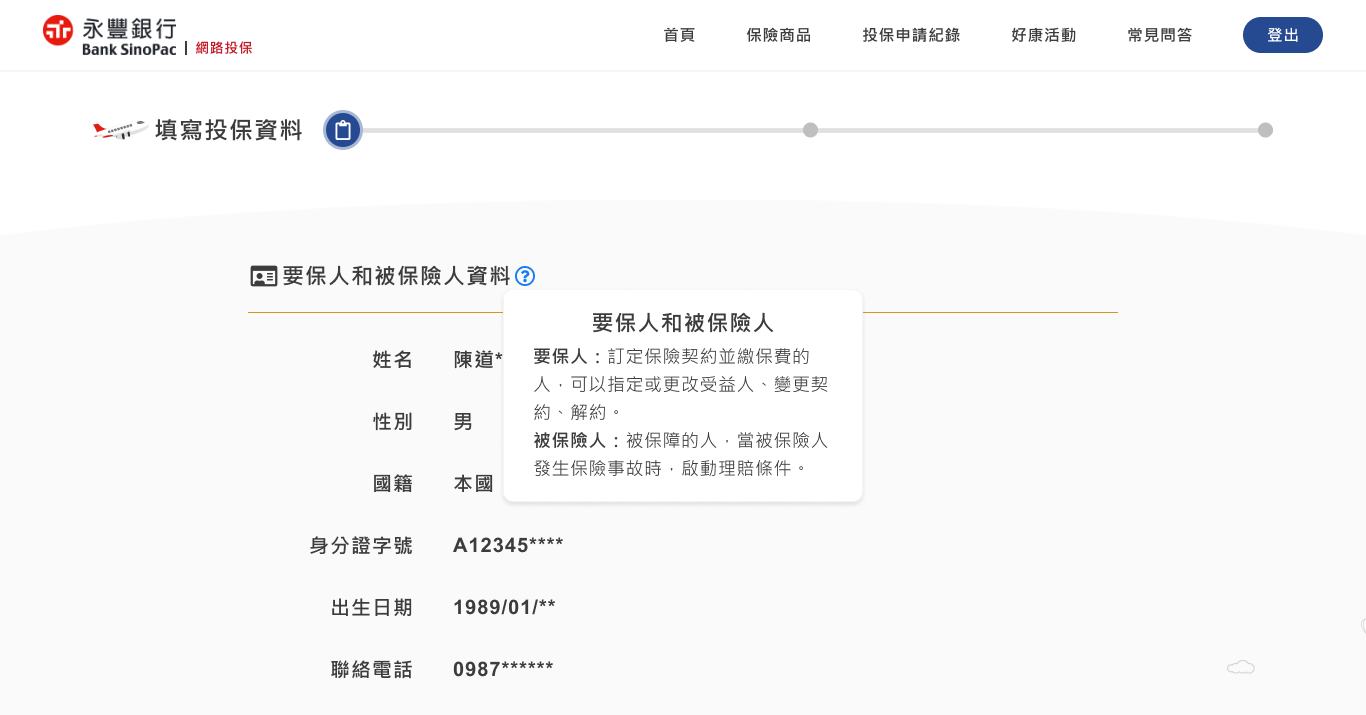 永豐銀行
Bank SinoPac | 網路投保
首頁 保險商品 投保申請紀錄 好康活動 常見問答 登出
填寫投保資料
要保人和被保險人資料
要保人和被保險人
要保人：訂定保險契約並繳保費的
人，可以指定或更改受益人、變更契
約、解約。
被保險人：被保障的人，當被保險人
發生保險事故時，啟動理賠條件。
姓名 陳道*
性別 男
國籍 本國
身分證字號 A12345****
出生日期 1989/01/**
聯絡電話 0987******